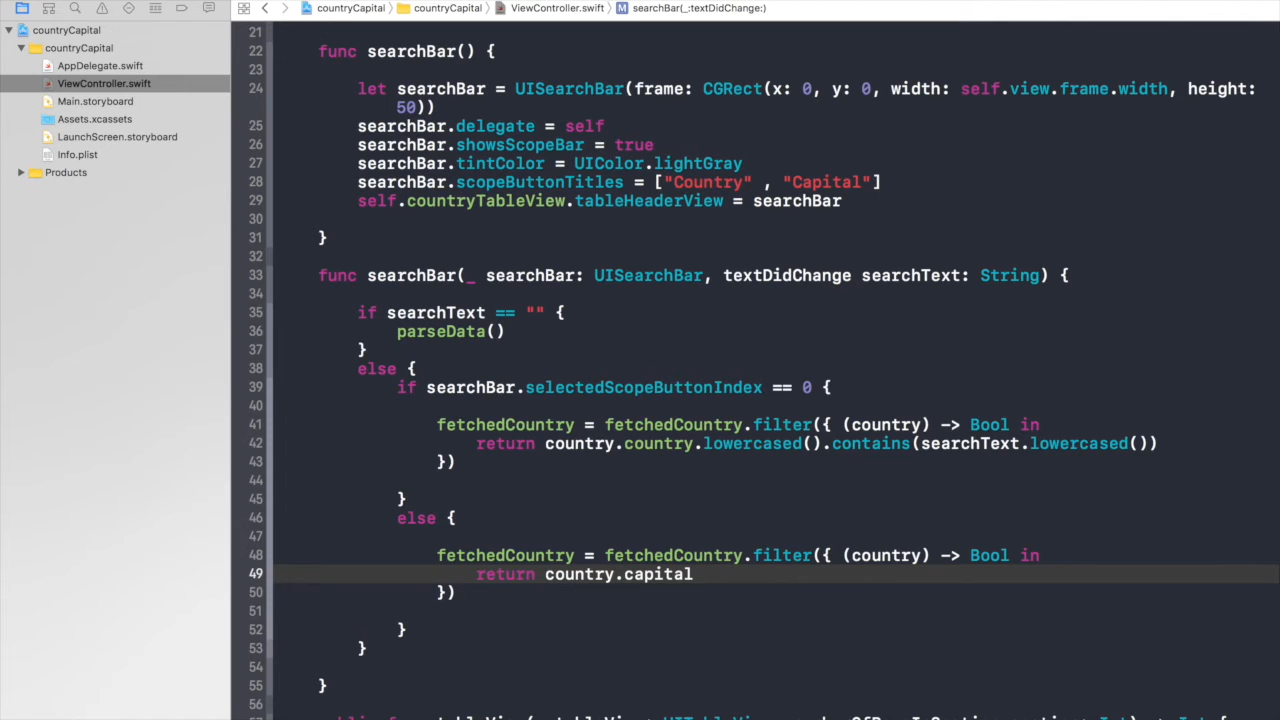 countryCapital
countryCapital
ViewController.swift
searchBar(_:textDidChange:)
countryCapital
countryCapital
AppDelegate.swift
ViewController.swift
Main.storyboard
Assets.xcassets
LaunchScreen.storyboard
Info.plist
Products
21
22 func searchBar() {
23
24 let searchBar = UISearchBar(frame: CGRect(x: 0, y: 0, width: self.view.frame.width, height:
50))
25 searchBar.delegate = self
26 searchBar.showsScopeBar = true
27 searchBar.tintColor = UIColor.lightGray
28 searchBar.scopeButtonTitles = ["Country" , "Capital"]
29 self.countryTableView.tableHeaderView = searchBar
30
31 }
32
33 func searchBar(_ searchBar: UISearchBar, textDidChange searchText: String) {
34
35 if searchText == "" {
36 parseData()
37 }
38 else {
39 if searchBar.selectedScopeButtonIndex == 0 {
40
41 fetchedCountry = fetchedCountry.filter({ (country) -> Bool in
42 return country.country.lowercased().contains(searchText.lowercased())
43 })
44
45 }
46 else {
47
48 fetchedCountry = fetchedCountry.filter({ (country) -> Bool in
49 return country.capital
50 })
51
52 }
53 }
54
55 }
56